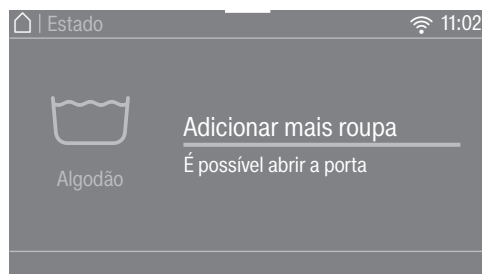 | Estado 11:02
Adicionar mais roupa
É possível abrir a porta
Algodão